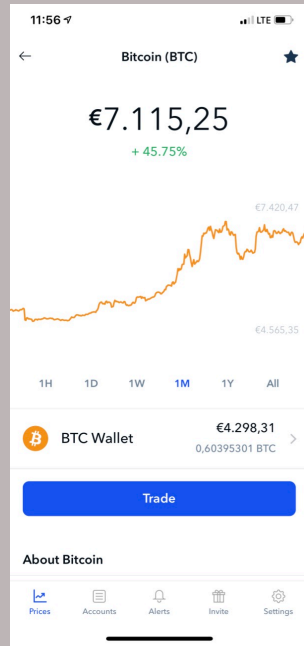 11:56 LTE
Bitcoin (BTC)
€7.115,25
+ 45.75%
€7.420,47
€4.565,35
1H 1D 1W 1M 1Y All
BTC Wallet €4.298,31
0,60395301 BTC
Trade
About Bitcoin
Prices Accounts Alerts Invite Settings